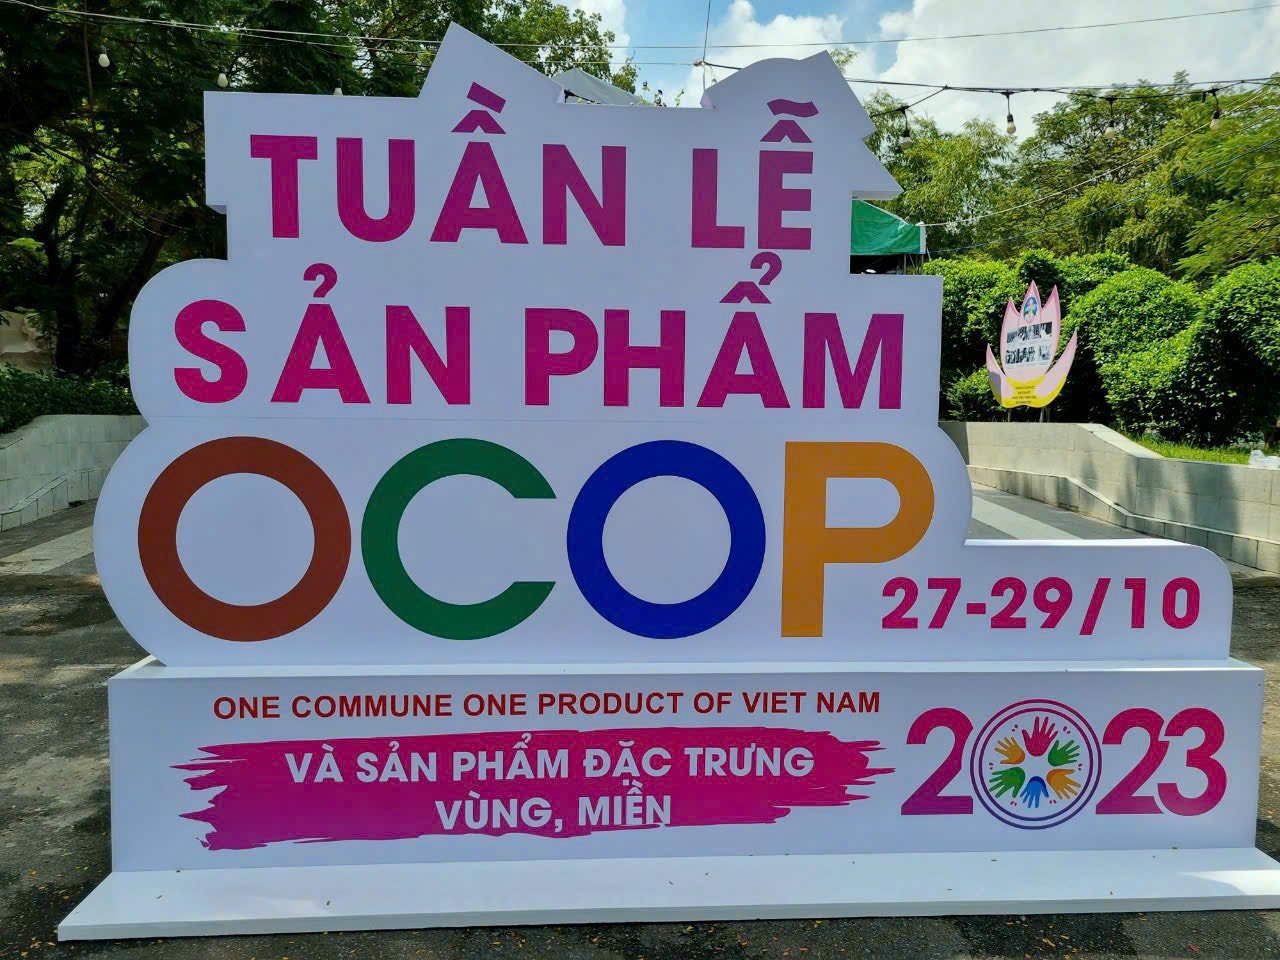 TUẦN LỄ
SẢN PHẨM
OCOP
27-29/10
ONE COMMUNE ONE PRODUCT OF VIET NAM
VÀ SẢN PHẨM ĐẶC TRƯNG
VÙNG, MIỀN
2023